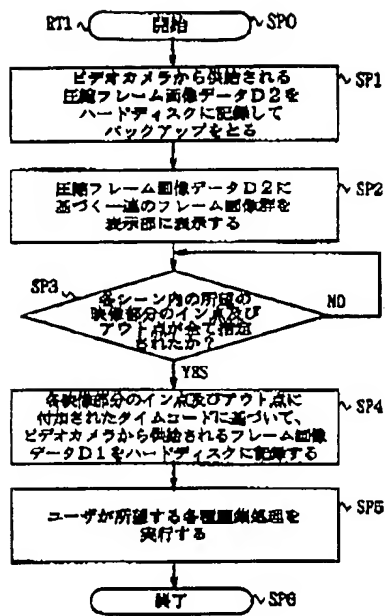 RT1
開始
SP0
ビデオカメラから供給される
圧縮フレーム画像データD2を
ハードディスクに記録して
バックアップをとる
SP1
圧縮フレーム画像データD2に
基づく一連のフレーム画像群を
表示部に表示する
SP2
SP3
各シーン内の所望の
映像部分のイン点及び
アウト点が全て指定
されたか?
NO
YES
各映像部分のイン点及びアウト点に
付加されたタイムコードに基づいて、
ビデオカメラから供給されるフレーム画像
データD1をハードディスクに記録する
SP4
ユーザが所望する各種編集処理を
実行する
SP5
終了
SP6